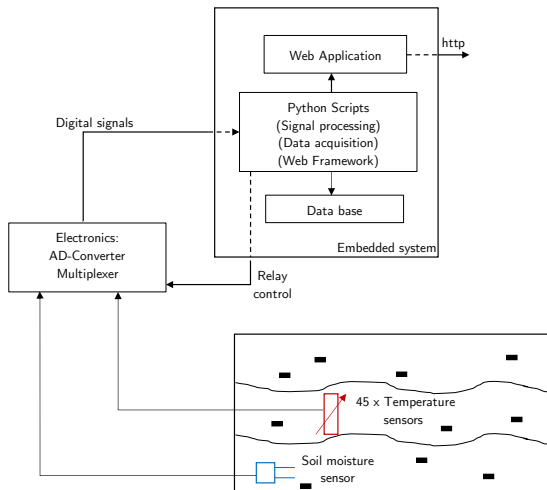 http
Web Application
Python Scripts
(Signal processing)
(Data acquisition)
(Web Framework)
Digital signals
Data base
Embedded system
Electronics:
AD-Converter
Multiplexer
Relay
control
45 x Temperature
sensors
Soil moisture
sensor